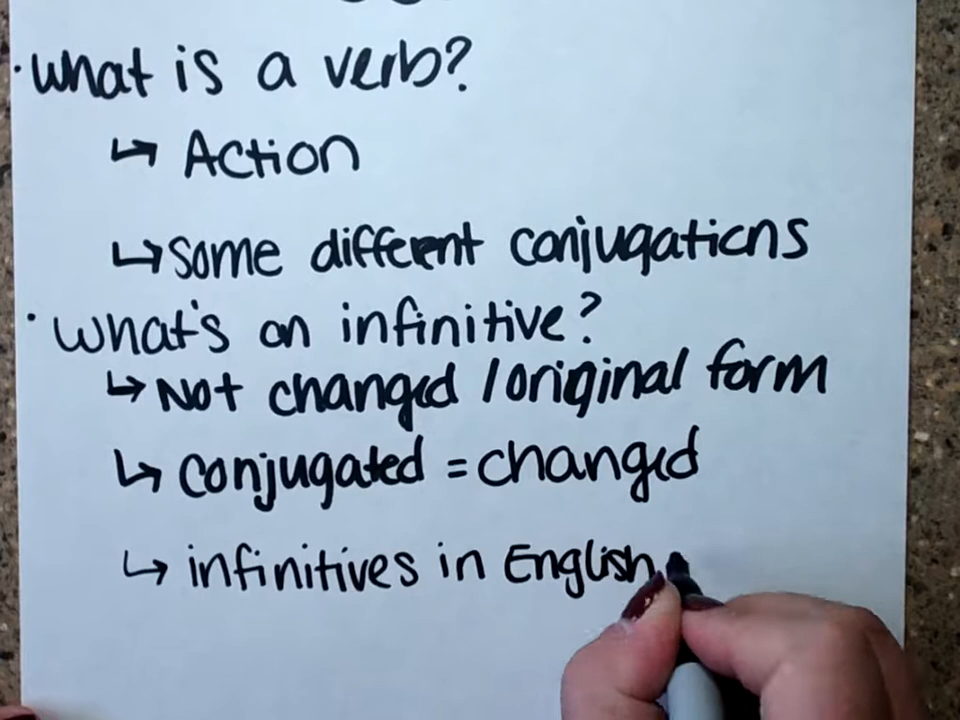 ·What is a verb?
↳ Action
↳ Some different conjugations
·What's an infinitive?
↳ Not changed / original form
↳ Conjugated = changed
↳ infinitives in English